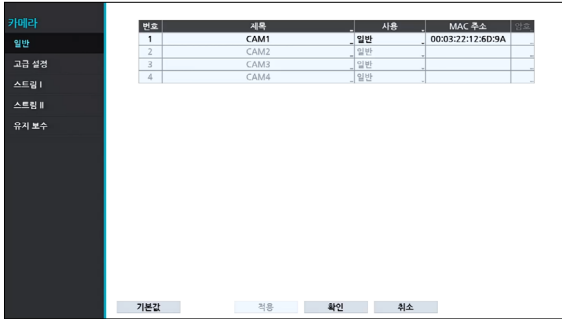 카메라
일반
고급 설정
스트림 I
스트림 II
유지 보수
번호 제목 사용 MAC 주소 암호
1 CAM1 일반 00:03:22:12:6D:9A
2 CAM2 일반
3 CAM3 일반
4 CAM4 일반
기본값 적용 확인 취소